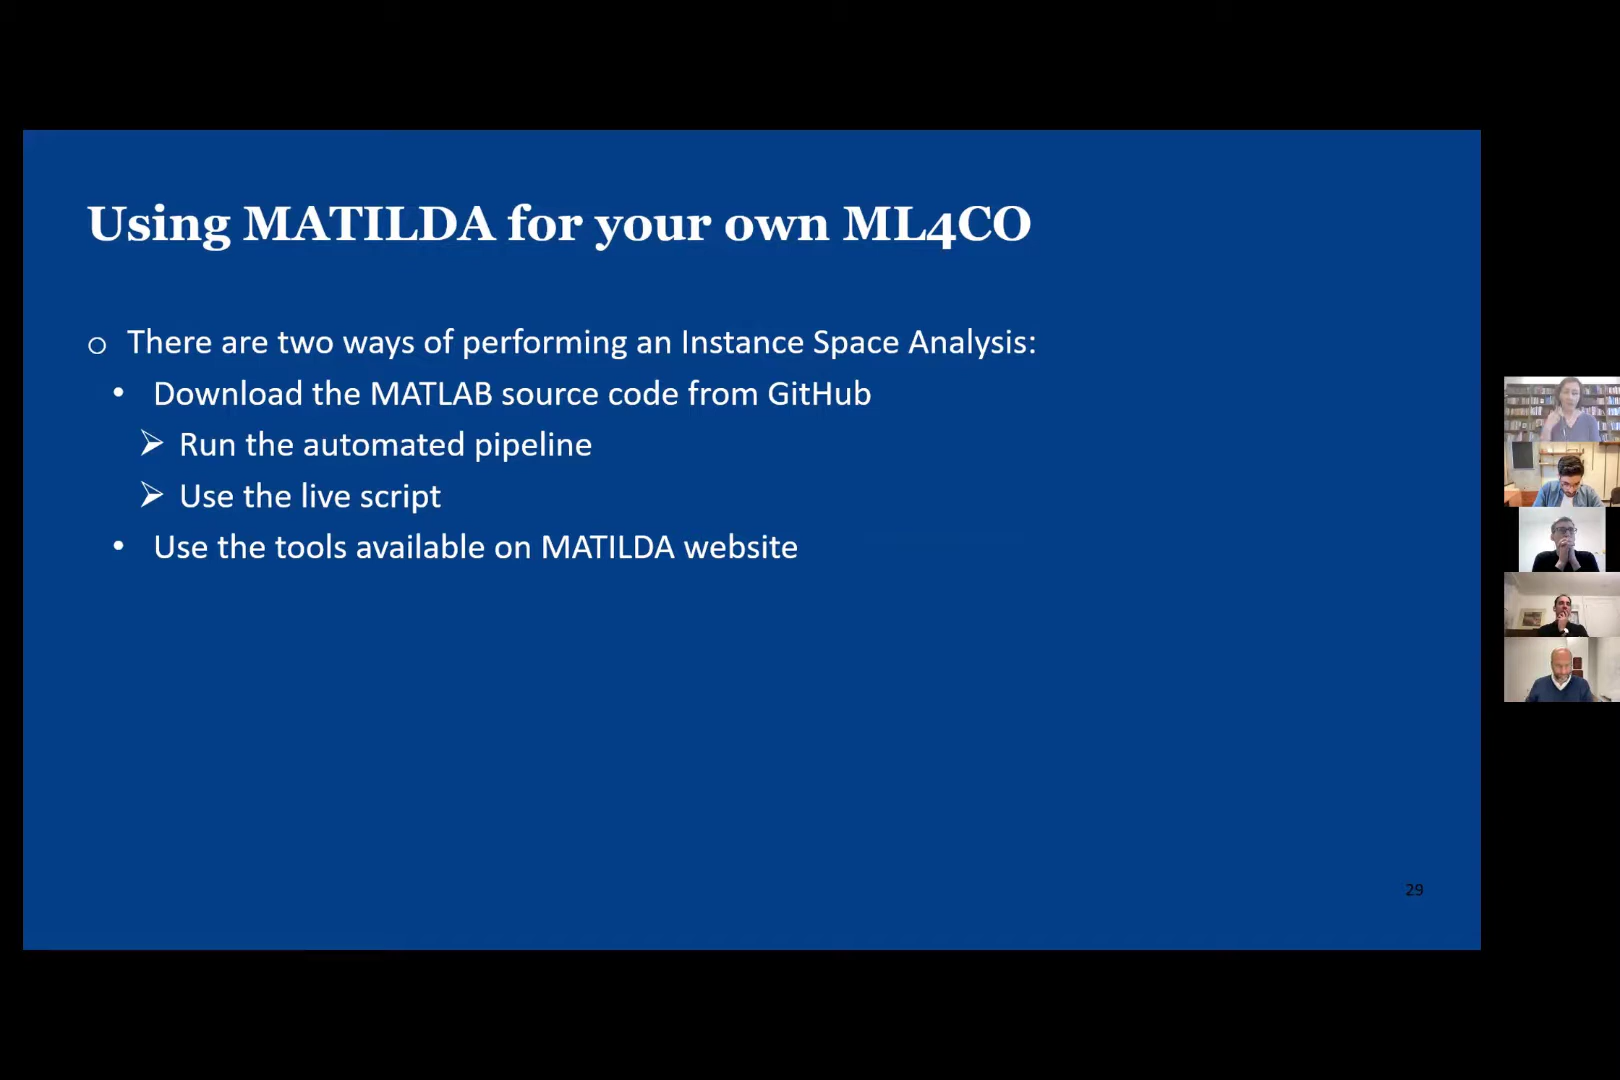 Using MATILDA for your own ML4CO
o There are two ways of performing an Instance Space Analysis:
• Download the MATLAB source code from GitHub
➢ Run the automated pipeline
➢ Use the live script
• Use the tools available on MATILDA website
29